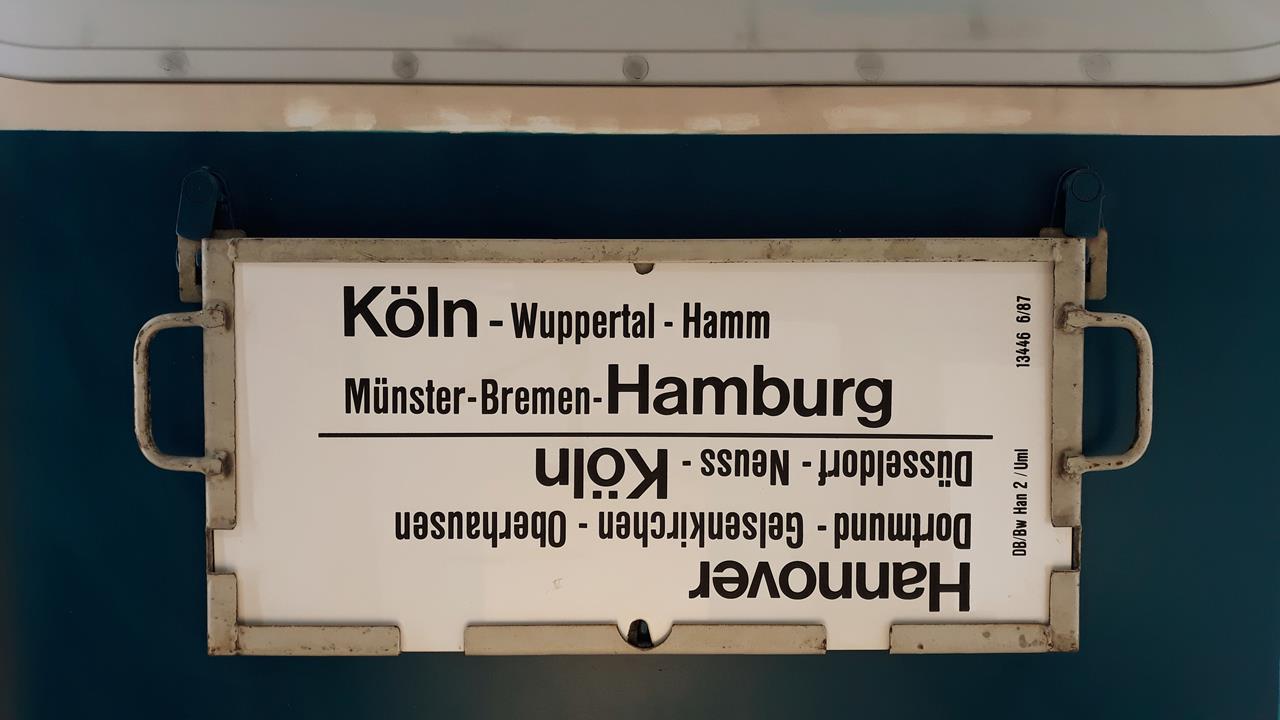 Köln - Wuppertal - Hamm
Münster-Bremen-Hamburg
Hannover
Dortmund - Gelsenkirchen - Oberhausen
Düsseldorf - Neuss - Köln
13446 6/87
DB/Bw Han 2 / Uml